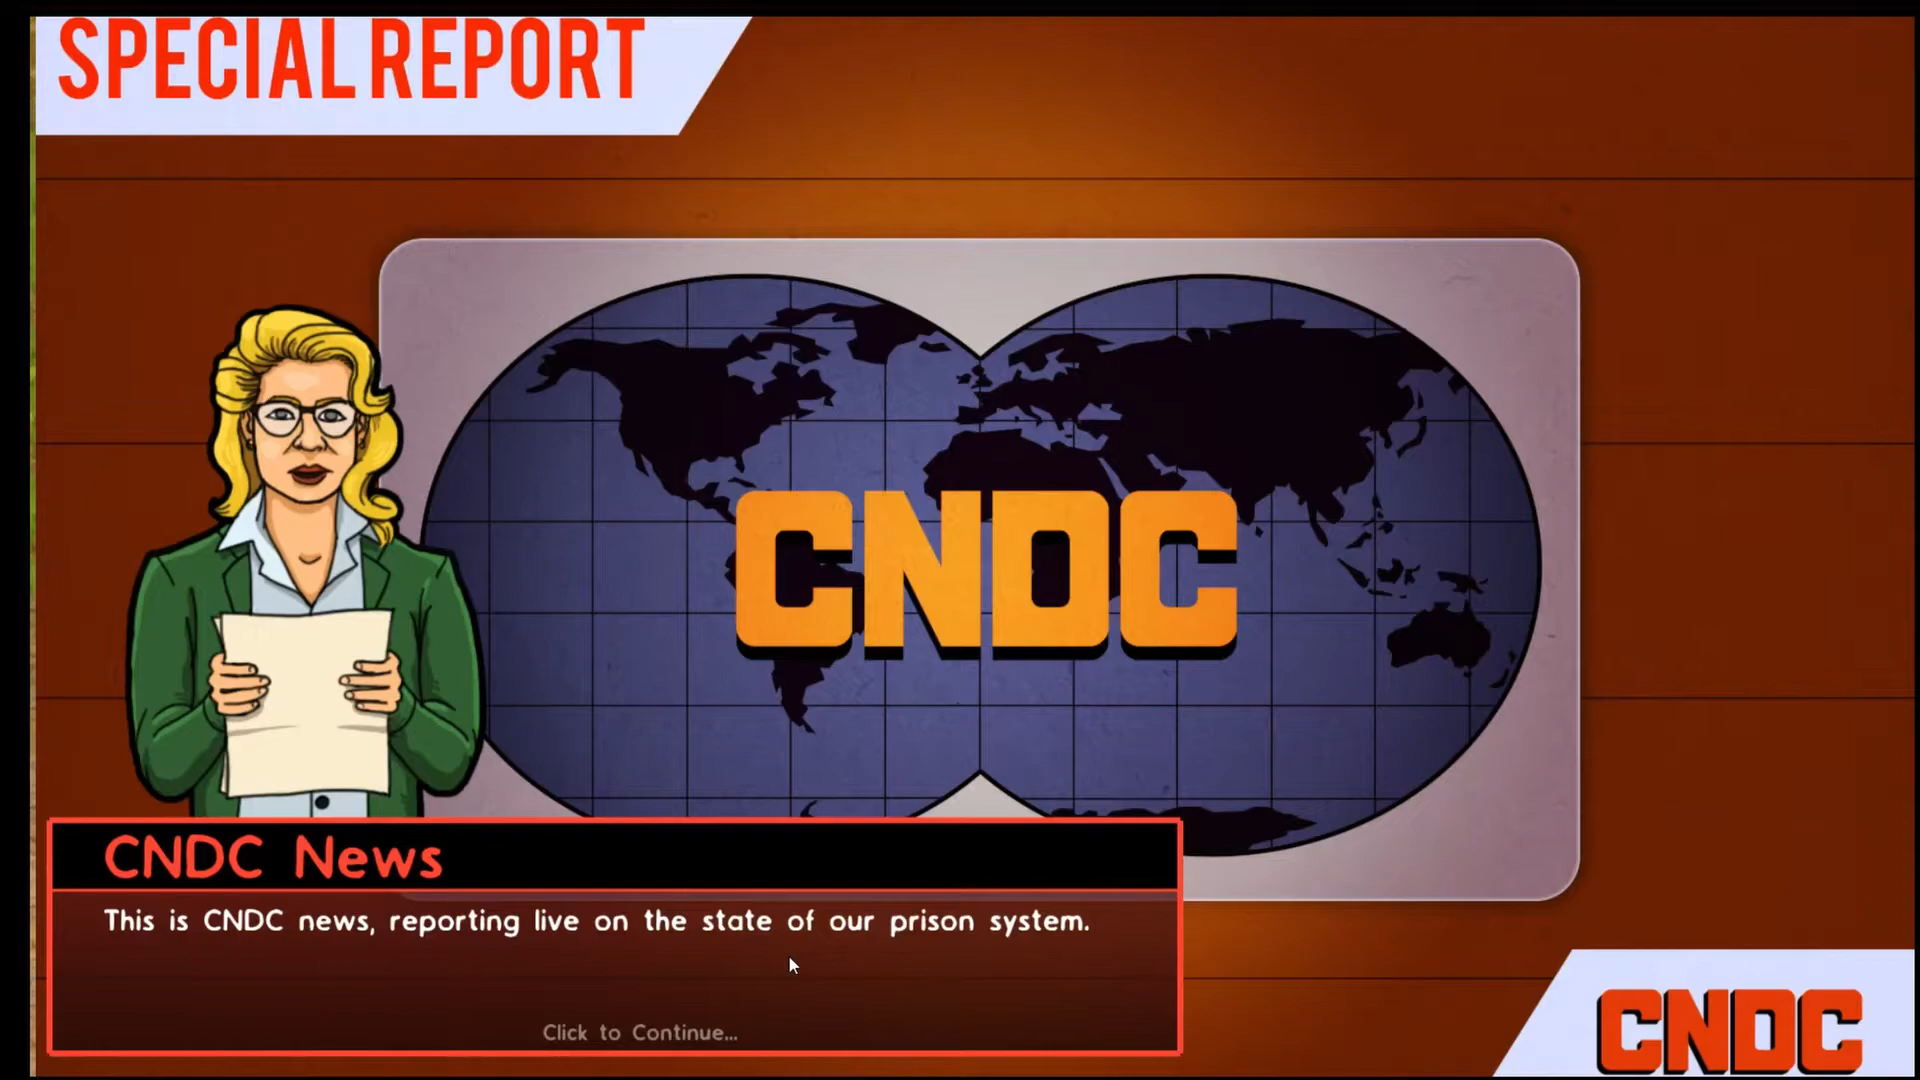 SPECIAL REPORT
CNDC
CNDC News
This is CNDC news, reporting live on the state of our prison system.
Click to Continue...
CNDC